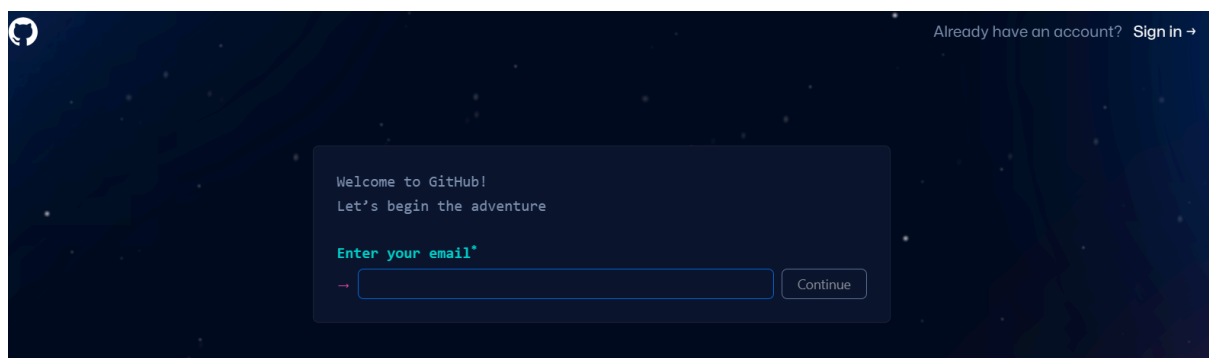 Already have an account? Sign in →
Welcome to GitHub!
Let's begin the adventure
Enter your email*
→
Continue